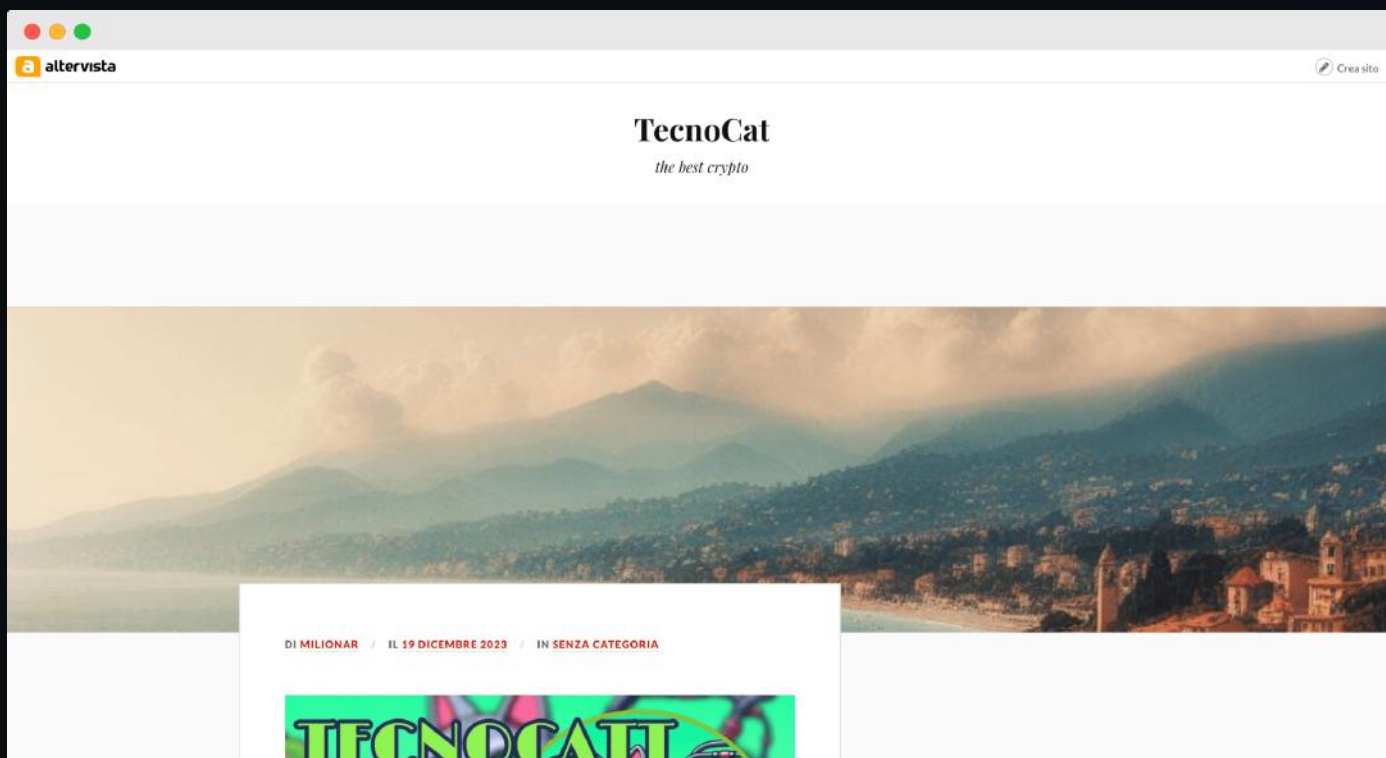 altervista
Crea sito
TecnoCat
the best crypto
DI MILIONAR / IL 19 DICEMBRE 2023 / IN SENZA CATEGORIA
TECNOCATT